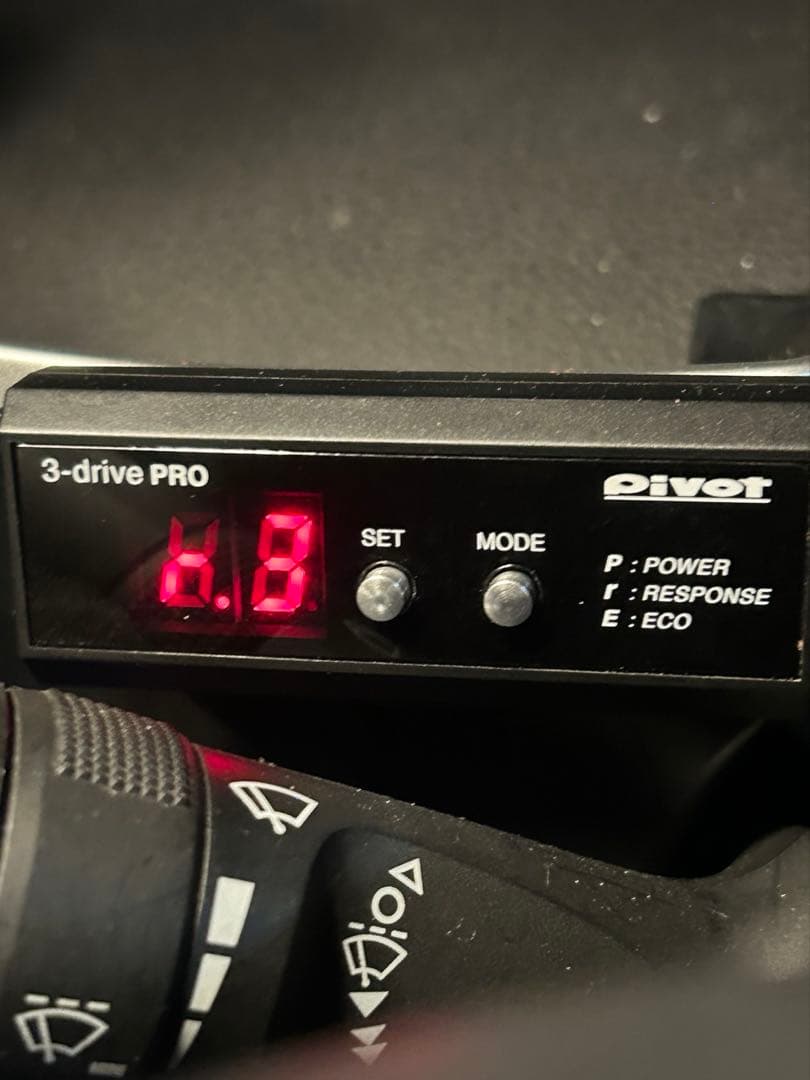 3-drive PRO
pivot
SET
MODE
P : POWER
r : RESPONSE
E : ECO